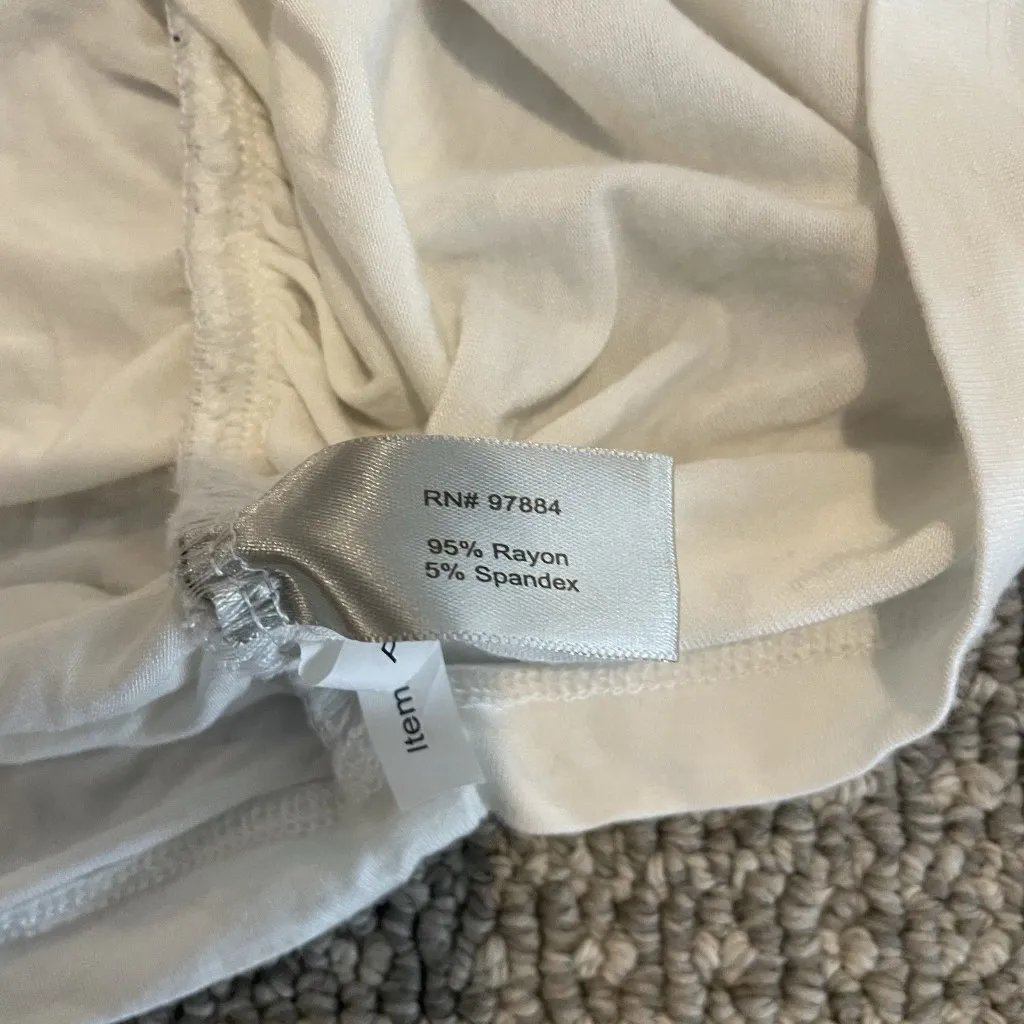 RN# 97884
95% Rayon
5% Spandex
Item